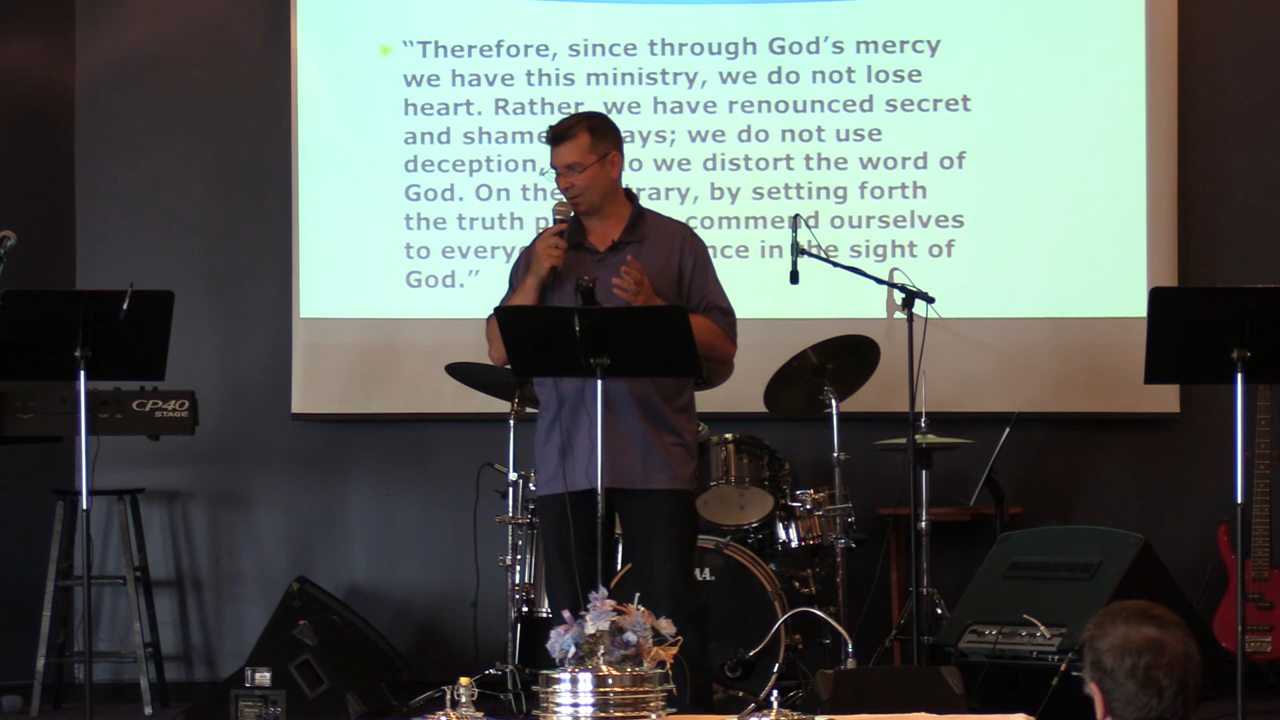 “Therefore, since through God’s mercy
we have this ministry, we do not lose
heart. Rather, we have renounced secret
and shame ays; we do not use
deception, o we distort the word of
God. On the rary, by setting forth
the truth p commend ourselves
to every nce in the sight of
God.”
CP40
STAGE
MA.